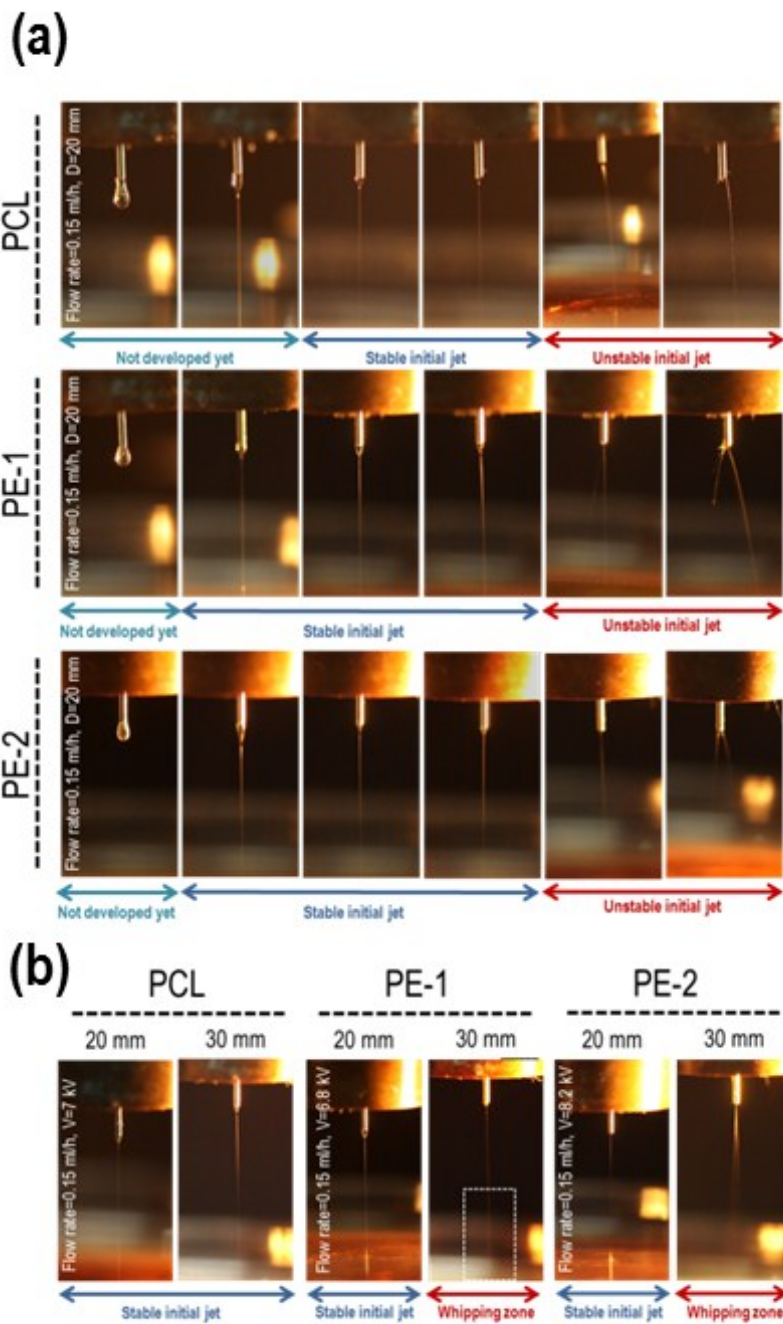 (a)
PCL
Flow rate=0.15 ml/h, D=20 mm
Not developed yet
Stable initial jet
Unstable initial jet
PE-1
Flow rate=0.15 ml/h, D=20 mm
Not developed yet
Stable initial jet
Unstable initial jet
PE-2
Flow rate=0.15 ml/h, D=20 mm
Not developed yet
Stable initial jet
Unstable initial jet
(b)
PCL PE-1 PE-2
20 mm 30 mm 20 mm 30 mm 20 mm 30 mm
Flow rate=0.15 ml/h, V=7 kV
Flow rate=0.15 ml/h, V=6.8 kV
Flow rate=0.15 ml/h, V=8.2 kV
Stable initial jet Stable initial jet Whipping zone Stable initial jet Whipping zone